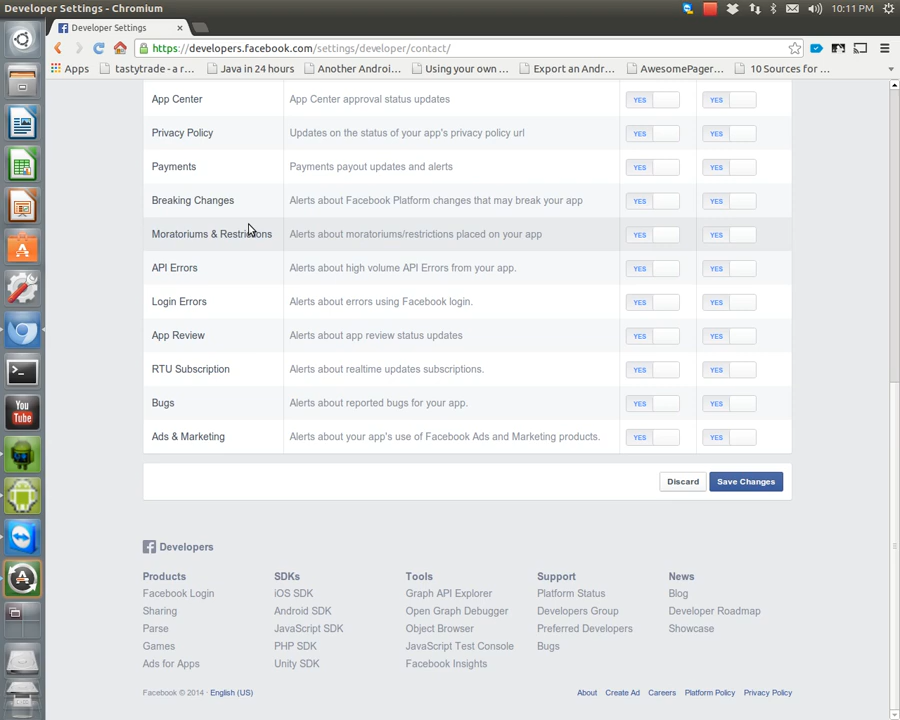 Developer Settings - Chromium
10:11 PM
Developer Settings
https://developers.facebook.com/settings/developer/contact/
Apps
tastytrade - a r...
Java in 24 hours
Another Androi...
Using your own ...
Export an Andr...
AwesomePager...
10 Sources for ...
App Center
App Center approval status updates
YES
YES
Privacy Policy
Updates on the status of your app's privacy policy url
YES
YES
Payments
Payments payout updates and alerts
YES
YES
Breaking Changes
Alerts about Facebook Platform changes that may break your app
YES
YES
Moratoriums & Restrictions
Alerts about moratoriums/restrictions placed on your app
YES
YES
API Errors
Alerts about high volume API Errors from your app.
YES
YES
Login Errors
Alerts about errors using Facebook login.
YES
YES
App Review
Alerts about app review status updates
YES
YES
RTU Subscription
Alerts about realtime updates subscriptions.
YES
YES
Bugs
Alerts about reported bugs for your app.
YES
YES
Ads & Marketing
Alerts about your app's use of Facebook Ads and Marketing products.
YES
YES
Discard
Save Changes
Developers
Products
Facebook Login
Sharing
Parse
Games
Ads for Apps
SDKs
iOS SDK
Android SDK
JavaScript SDK
PHP SDK
Unity SDK
Tools
Graph API Explorer
Open Graph Debugger
Object Browser
JavaScript Test Console
Facebook Insights
Support
Platform Status
Developers Group
Preferred Developers
Bugs
News
Blog
Developer Roadmap
Showcase
Facebook © 2014 · English (US)
About
Create Ad
Careers
Platform Policy
Privacy Policy
You
Tube